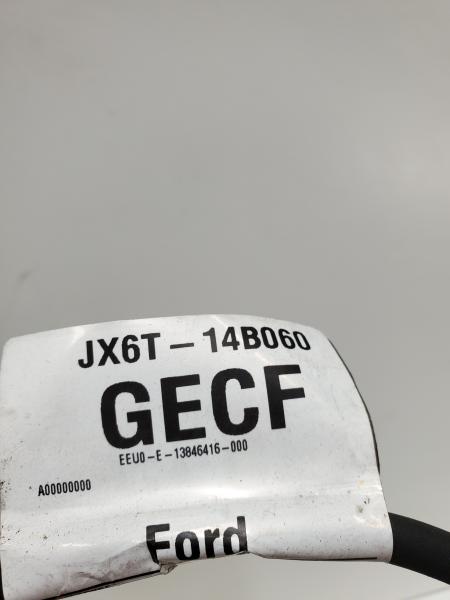 JX6T – 14B060
GECF
EEU0–E–13846416–000
A00000000
Ford